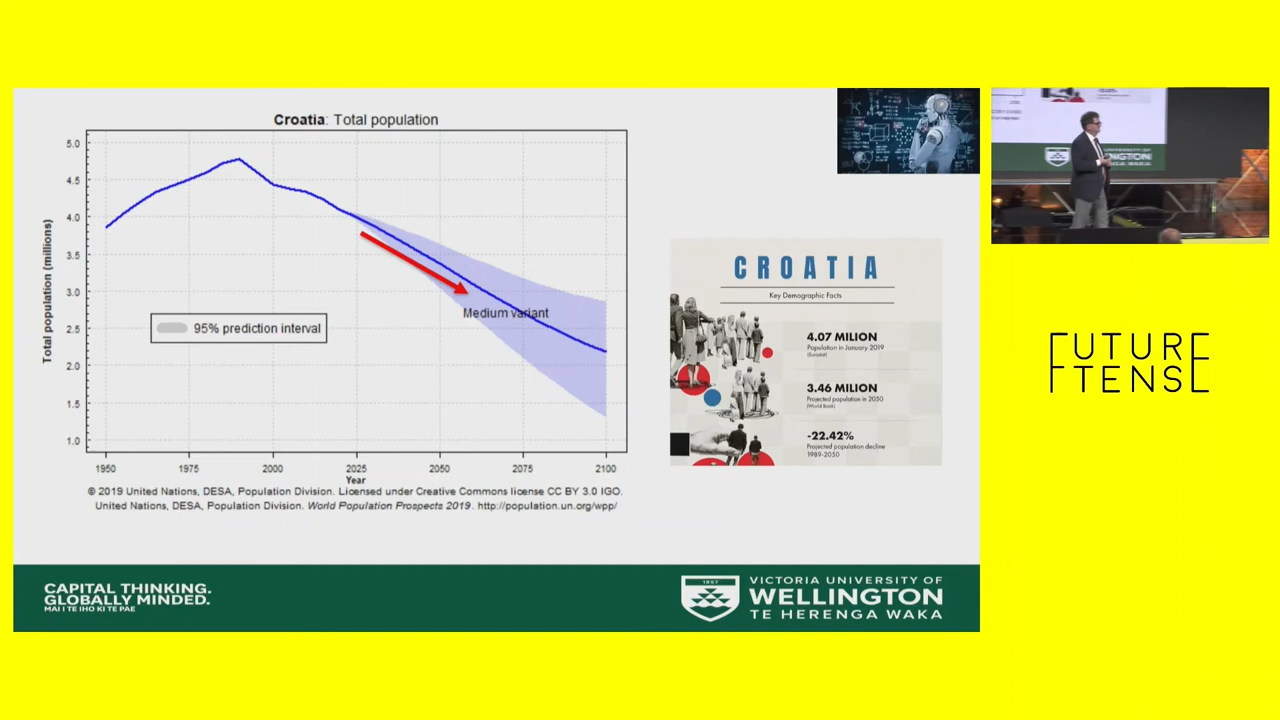 Croatia: Total population
Total population (millions)
5.0
4.5
4.0
3.5
3.0
2.5
2.0
1.5
1.0
95% prediction interval
Medium variant
1950 1975 2000 2025 2050 2075 2100
Year
© 2019 United Nations, DESA, Population Division. Licensed under Creative Commons license CC BY 3.0 IGO.
United Nations, DESA, Population Division. World Population Prospects 2019. http://population.un.org/wpp/
CROATIA
Key Demographic Facts
4.07 MILION
Population in January 2019
(Eurostat)
3.46 MILION
Projected population in 2050
(World Bank)
-22.42%
Projected population decline
1989-2050
CAPITAL THINKING.
GLOBALLY MINDED.
MAI I TE IHO KI TE PAE
1897
VICTORIA UNIVERSITY OF
WELLINGTON
TE HERENGA WAKA
FUTURE
TENSE